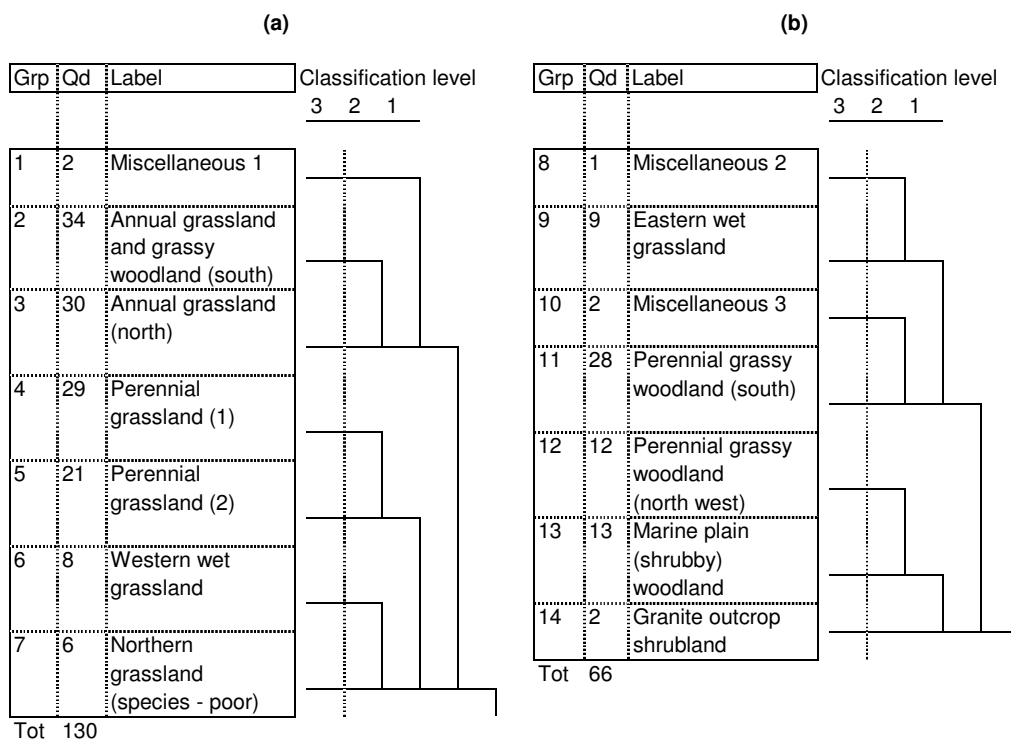 (a)
Grp Qd Label Classification level
3 2 1
1 2 Miscellaneous 1
2 34 Annual grassland
and grassy
woodland (south)
3 30 Annual grassland
(north)
4 29 Perennial
grassland (1)
5 21 Perennial
grassland (2)
6 8 Western wet
grassland
7 6 Northern
grassland
(species - poor)
Tot 130
(b)
Grp Qd Label Classification level
3 2 1
8 1 Miscellaneous 2
9 9 Eastern wet
grassland
10 2 Miscellaneous 3
11 28 Perennial grassy
woodland (south)
12 12 Perennial grassy
woodland
(north west)
13 13 Marine plain
(shrubby)
woodland
14 2 Granite outcrop
shrubland
Tot 66